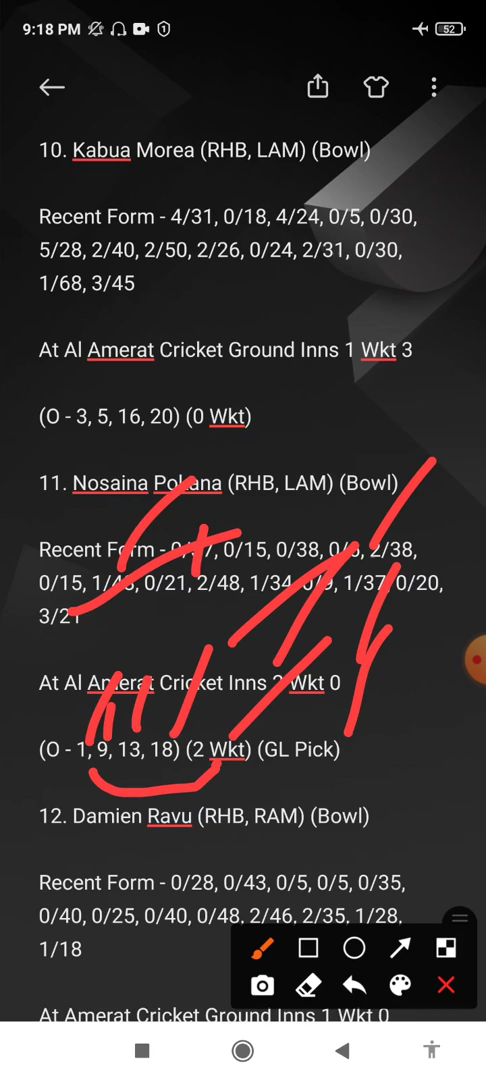 9:18 PM
52
10. Kabua Morea (RHB, LAM) (Bowl)
Recent Form - 4/31, 0/18, 4/24, 0/5, 0/30,
5/28, 2/40, 2/50, 2/26, 0/24, 2/31, 0/30,
1/68, 3/45
At Al Amerat Cricket Ground Inns 1 Wkt 3
(O - 3, 5, 16, 20) (0 Wkt)
11. Nosaina Pokana (RHB, LAM) (Bowl)
Recent Form - 0/15, 0/38, 2/38,
0/15, 0/21, 2/48, 1/34, 1/37, 0/20,
3/21
At Al Amerat Cricket Inns 2 Wkt 0
(O - 1, 9, 13, 18) (2 Wkt) (GL Pick)
12. Damien Ravu (RHB, RAM) (Bowl)
Recent Form - 0/28, 0/43, 0/5, 0/5, 0/35,
0/40, 0/25, 0/40, 0/48, 2/46, 2/35, 1/28,
1/18
At Amerat Cricket Ground Inns 1 Wkt 0